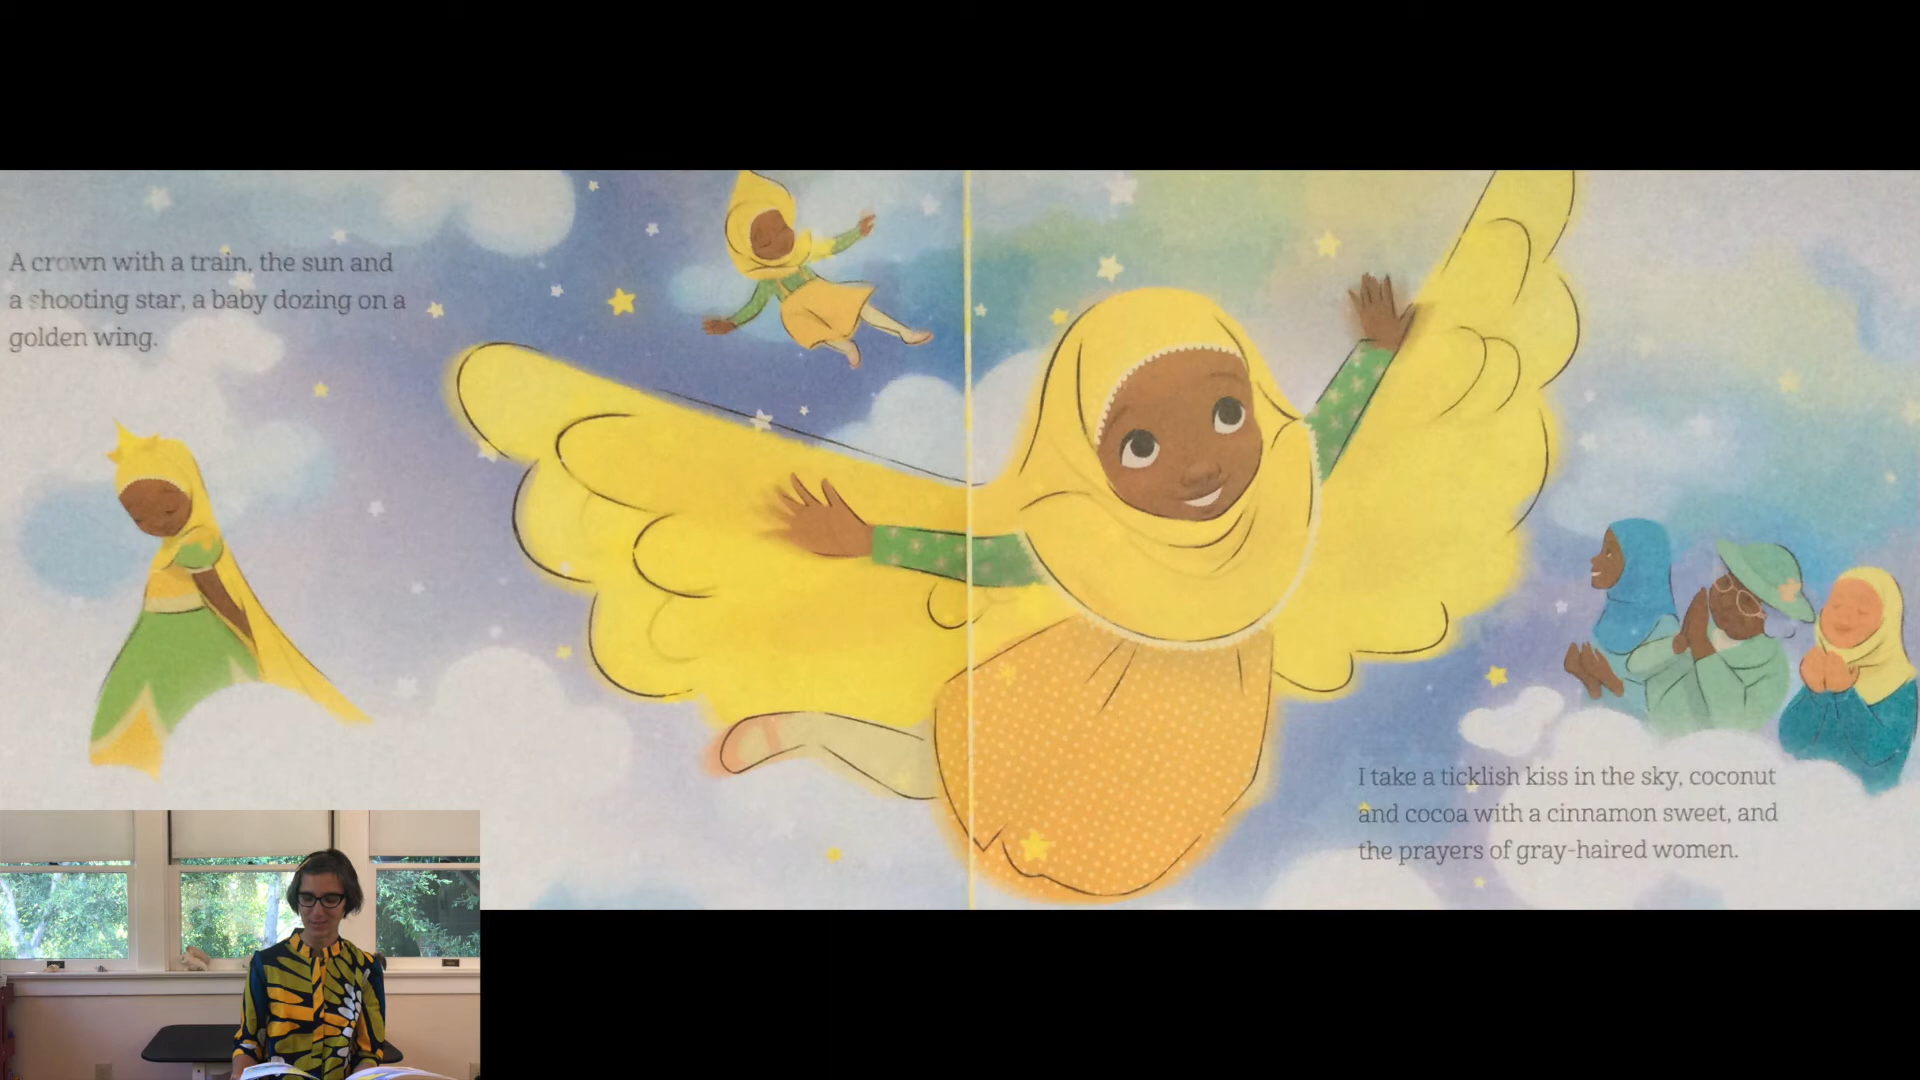 A crown with a train, the sun and
a shooting star, a baby dozing on a
golden wing.
I take a ticklish kiss in the sky, coconut
and cocoa with a cinnamon sweet, and
the prayers of gray-haired women.